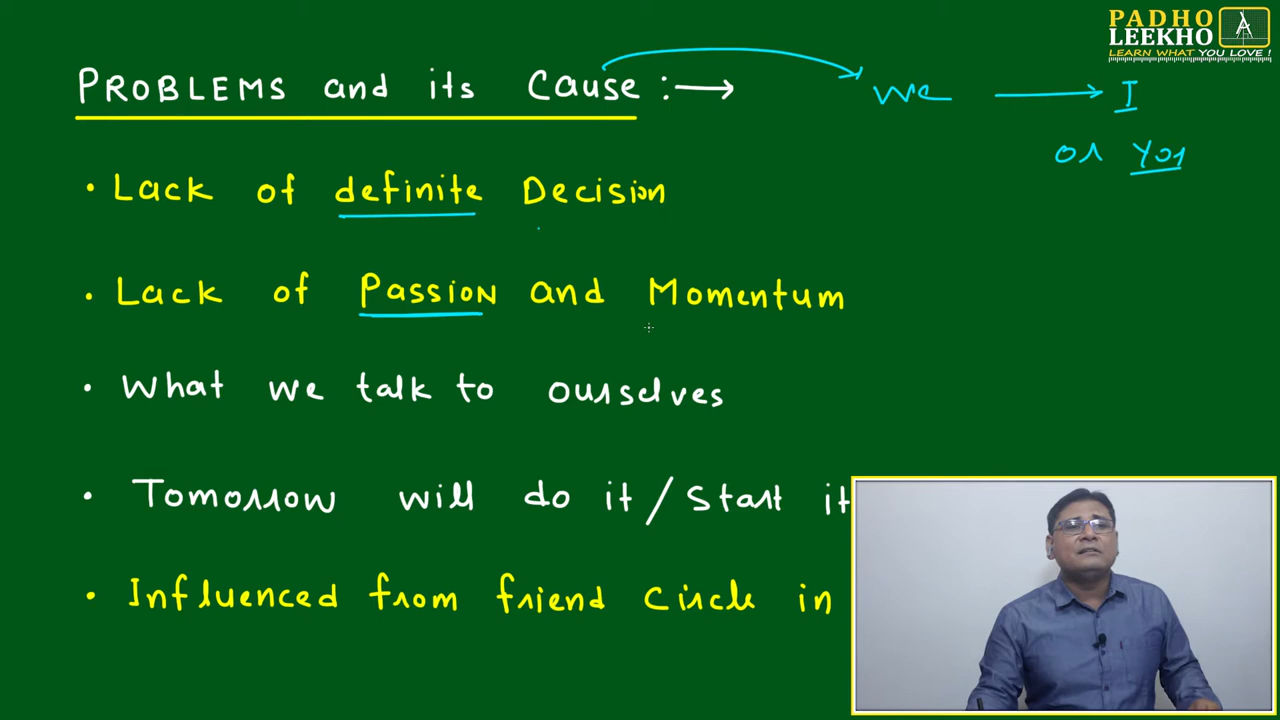 PADHO
LEEKHO
LEARN WHAT YOU LOVE !
PROBLEMS and its Cause :→ we → I
or You
• Lack of definite Decision
• Lack of Passion and Momentum
• What we talk to ourselves
• Tomorrow will do it / Start it
• Influenced from friend circle in